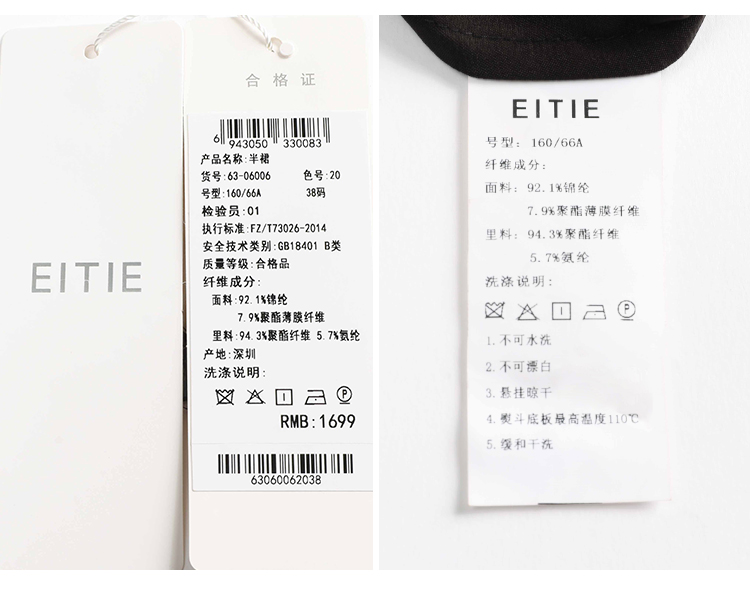 EITIE
合格证
6 943050 330083
产品名称:半裙
货号:63-06006 色号:20
号型:160/66A 38码
检验员:01
执行标准:FZ/T73026-2014
安全技术类别:GB18401 B类
质量等级:合格品
纤维成分:
面料:92.1%锦纶
7.9%聚酯薄膜纤维
里料:94.3%聚酯纤维 5.7%氨纶
产地:深圳
洗涤说明:
P
RMB:1699
63060062038
EITIE
号型: 160/66A
纤维成分:
面料: 92.1%锦纶
7.9%聚酯薄膜纤维
里料: 94.3%聚酯纤维
5.7%氨纶
洗涤说明:
P
1.不可水洗
2.不可漂白
3.悬挂晾干
4.熨斗底板最高温度110℃
5.缓和干洗